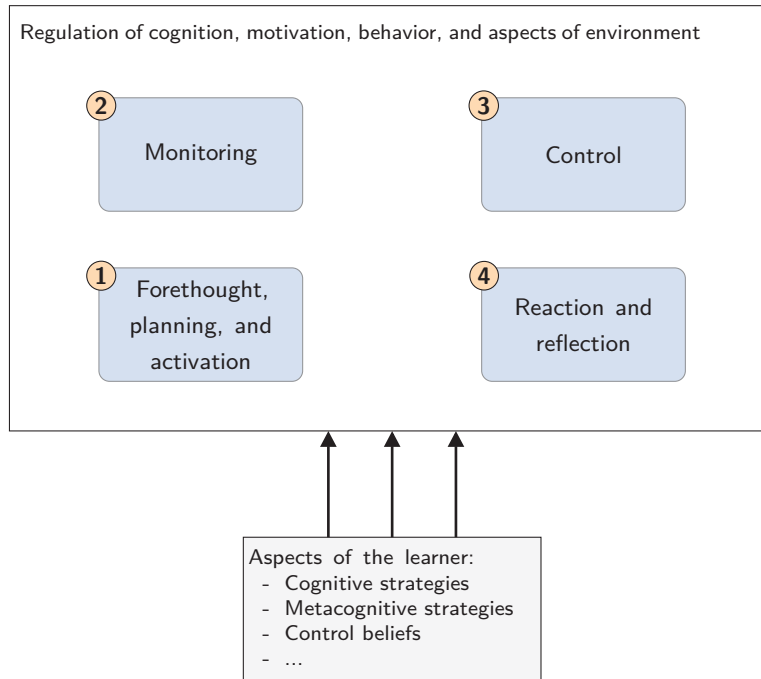 Regulation of cognition, motivation, behavior, and aspects of environment
2
Monitoring
3
Control
1
Forethought,
planning, and
activation
4
Reaction and
reflection
Aspects of the learner:
- Cognitive strategies
- Metacognitive strategies
- Control beliefs
- ...